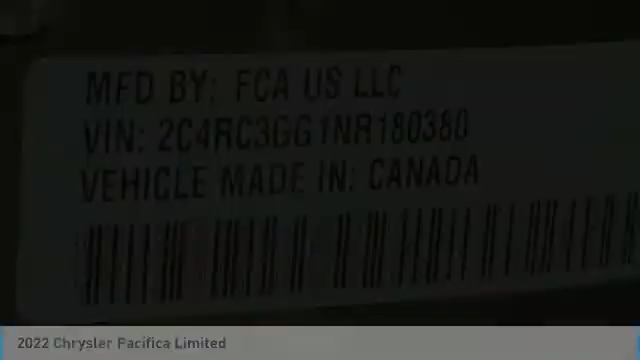 MFD BY: FCA US LLC
VIN: 2C4RC3GG1NR180380
VEHICLE MADE IN: CANADA
2022 Chrysler Pacifica Limited